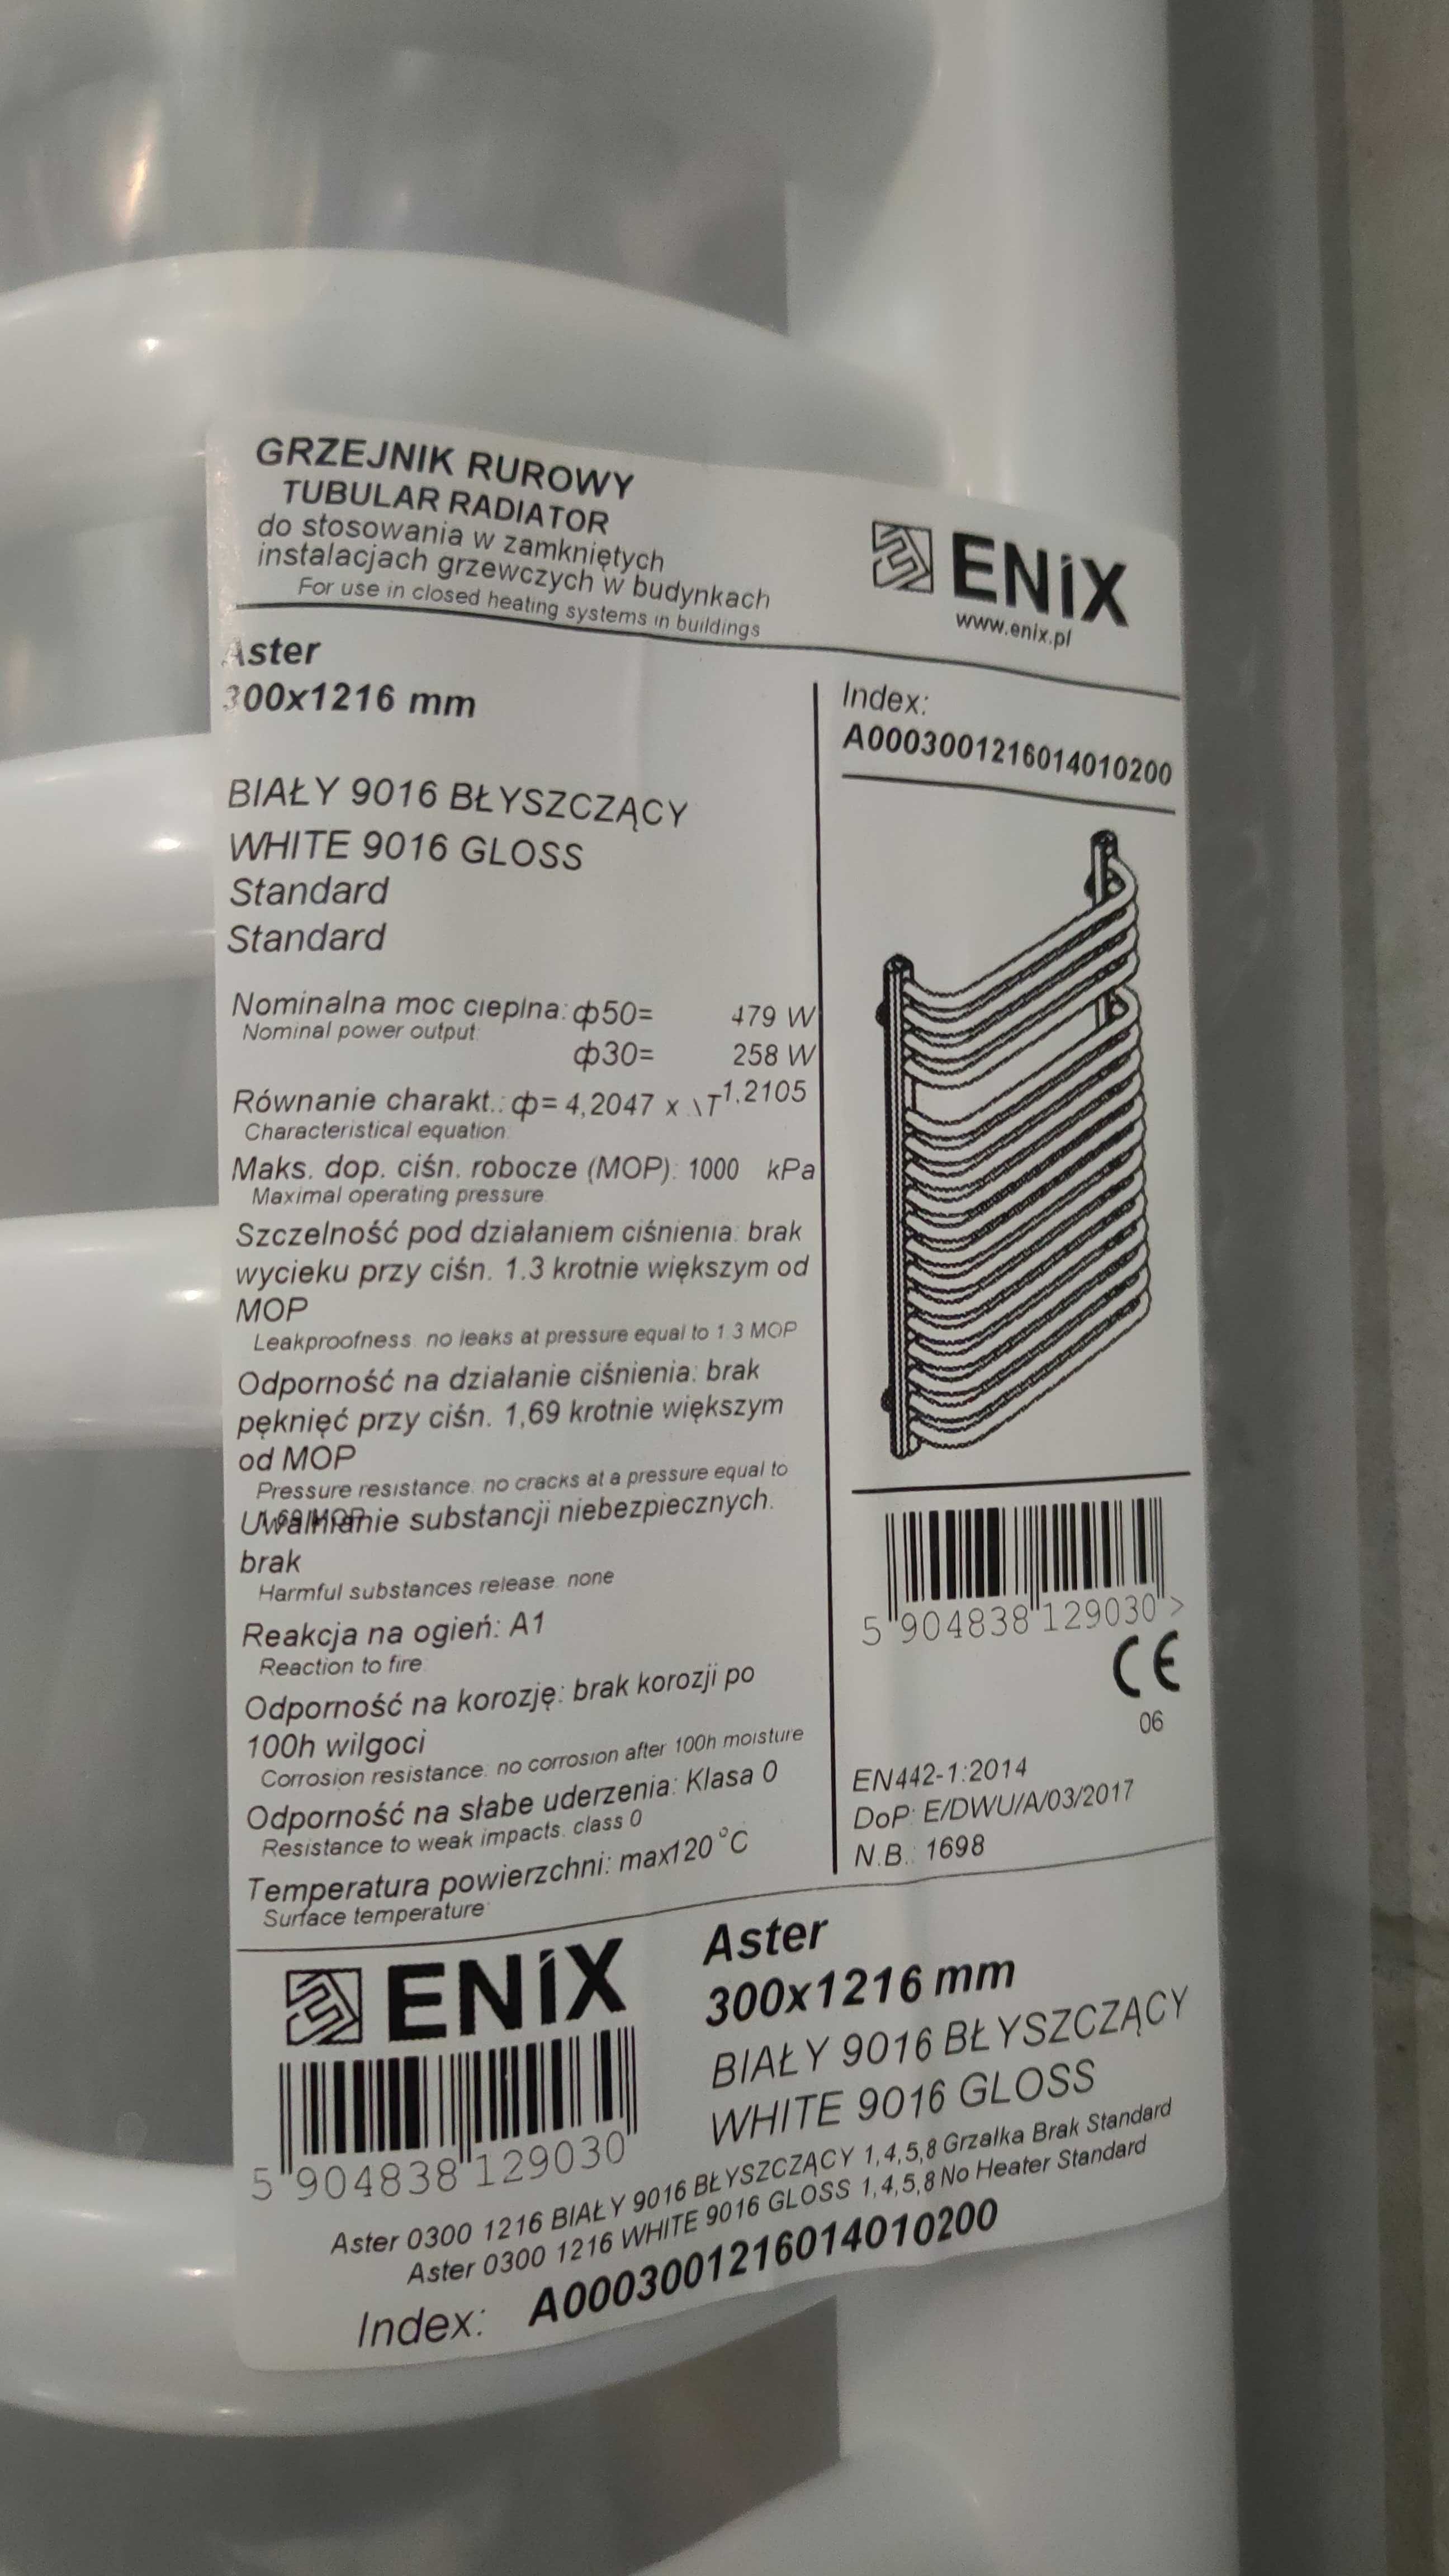 GRZEJNIK RUROWY
TUBULAR RADIATOR
do stosowania w zamkniętych
instalacjach grzewczych w budynkach
For use in closed heating systems in buildings
ENiX
www.enix.pl
Aster
300x1216 mm
BIAŁY 9016 BŁYSZCZĄCY
WHITE 9016 GLOSS
Standard
Standard
Nominalna moc cieplna: ф50= 479 W
Nominal power output:
ф30= 258 W
Równanie charakt.: ф= 4,2047 x \T1.2105
Characteristical equation:
Maks. dop. ciśn. robocze (MOP): 1000 kPa
Maximal operating pressure:
Szczelność pod działaniem ciśnienia: brak
wycieku przy ciśn. 1.3 krotnie większym od
MOP
Leakproofness: no leaks at pressure equal to 1.3 MOP
Odporność na działanie ciśnienia: brak
pęknięć przy ciśn. 1,69 krotnie większym
od MOP
Pressure resistance: no cracks at a pressure equal to
1,69 MOP
Uwalnianie substancji niebezpiecznych:
brak
Harmful substances release: none
Reakcja na ogień: A1
Reaction to fire:
Odporność na korozję: brak korozji po
100h wilgoci
Corrosion resistance: no corrosion after 100h moisture
Odporność na słabe uderzenia: Klasa 0
Resistance to weak impacts: class 0
Temperatura powierzchni: max120 °C
Surface temperature:
Index:
A0003001216014010200
5 904838 129030 >
CE
06
EN442-1:2014
DoP: E/DWU/A/03/2017
N.B.: 1698
ENiX
5 904838 129030
Aster
300x1216 mm
BIAŁY 9016 BŁYSZCZĄCY
WHITE 9016 GLOSS
Aster 0300 1216 BIAŁY 9016 BŁYSZCZĄCY 1,4,5,8 Grzałka Brak Standard
Aster 0300 1216 WHITE 9016 GLOSS 1,4,5,8 No Heater Standard
Index: A0003001216014010200